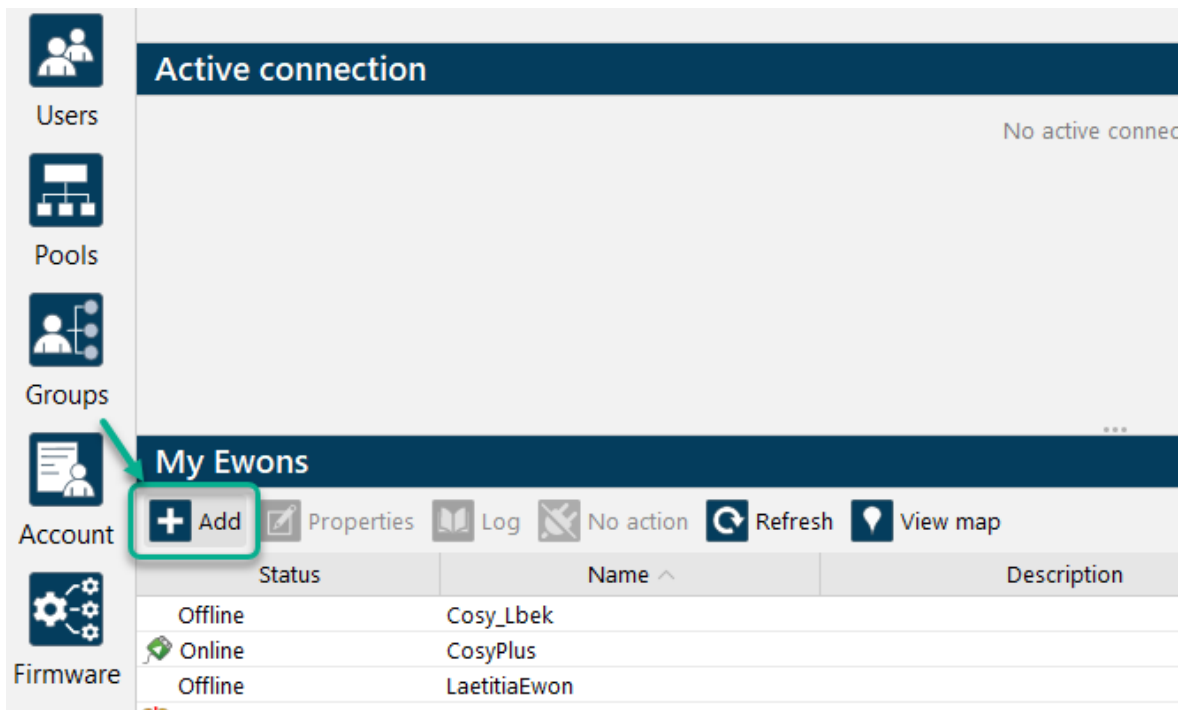 Users
Pools
Groups
Account
Firmware
Active connection
No active connec
My Ewons
Add Properties Log No action Refresh View map
Status Name Description
Offline Cosy_Lbek
Online CosyPlus
Offline LaetitiaEwon